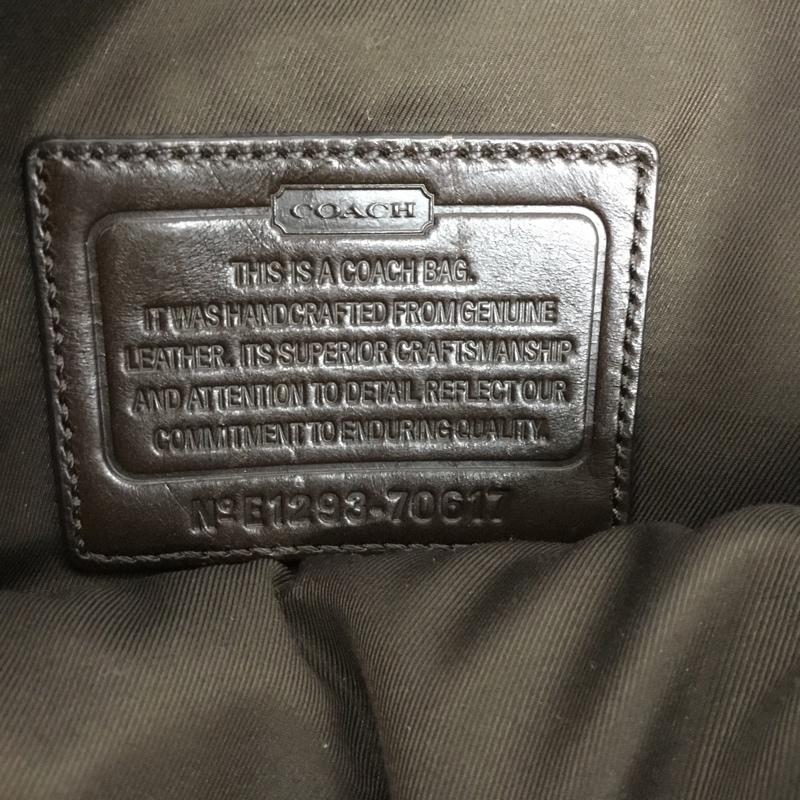 COACH
THIS IS A COACH BAG.
IT WAS HANDCRAFTED FROM GENUINE
LEATHER. ITS SUPERIOR CRAFTSMANSHIP
AND ATTENTION TO DETAIL REFLECT OUR
COMMITMENT TO ENDURING QUALITY.
Nº E1293-70617